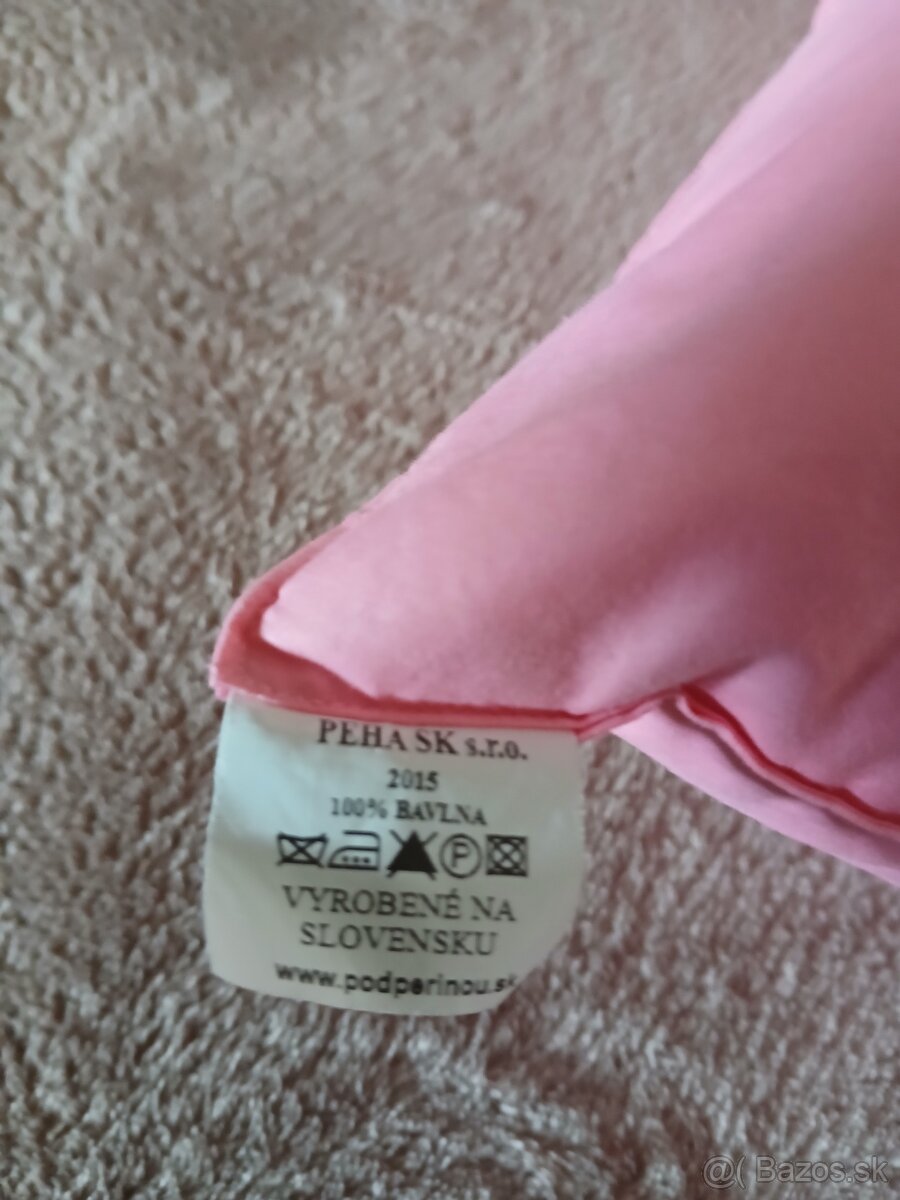 PEHA SK s.r.o.
2015
100% BAVLNA
P
VYROBENÉ NA
SLOVENSKU
www.podperinou.sk
@( Bazos.sk